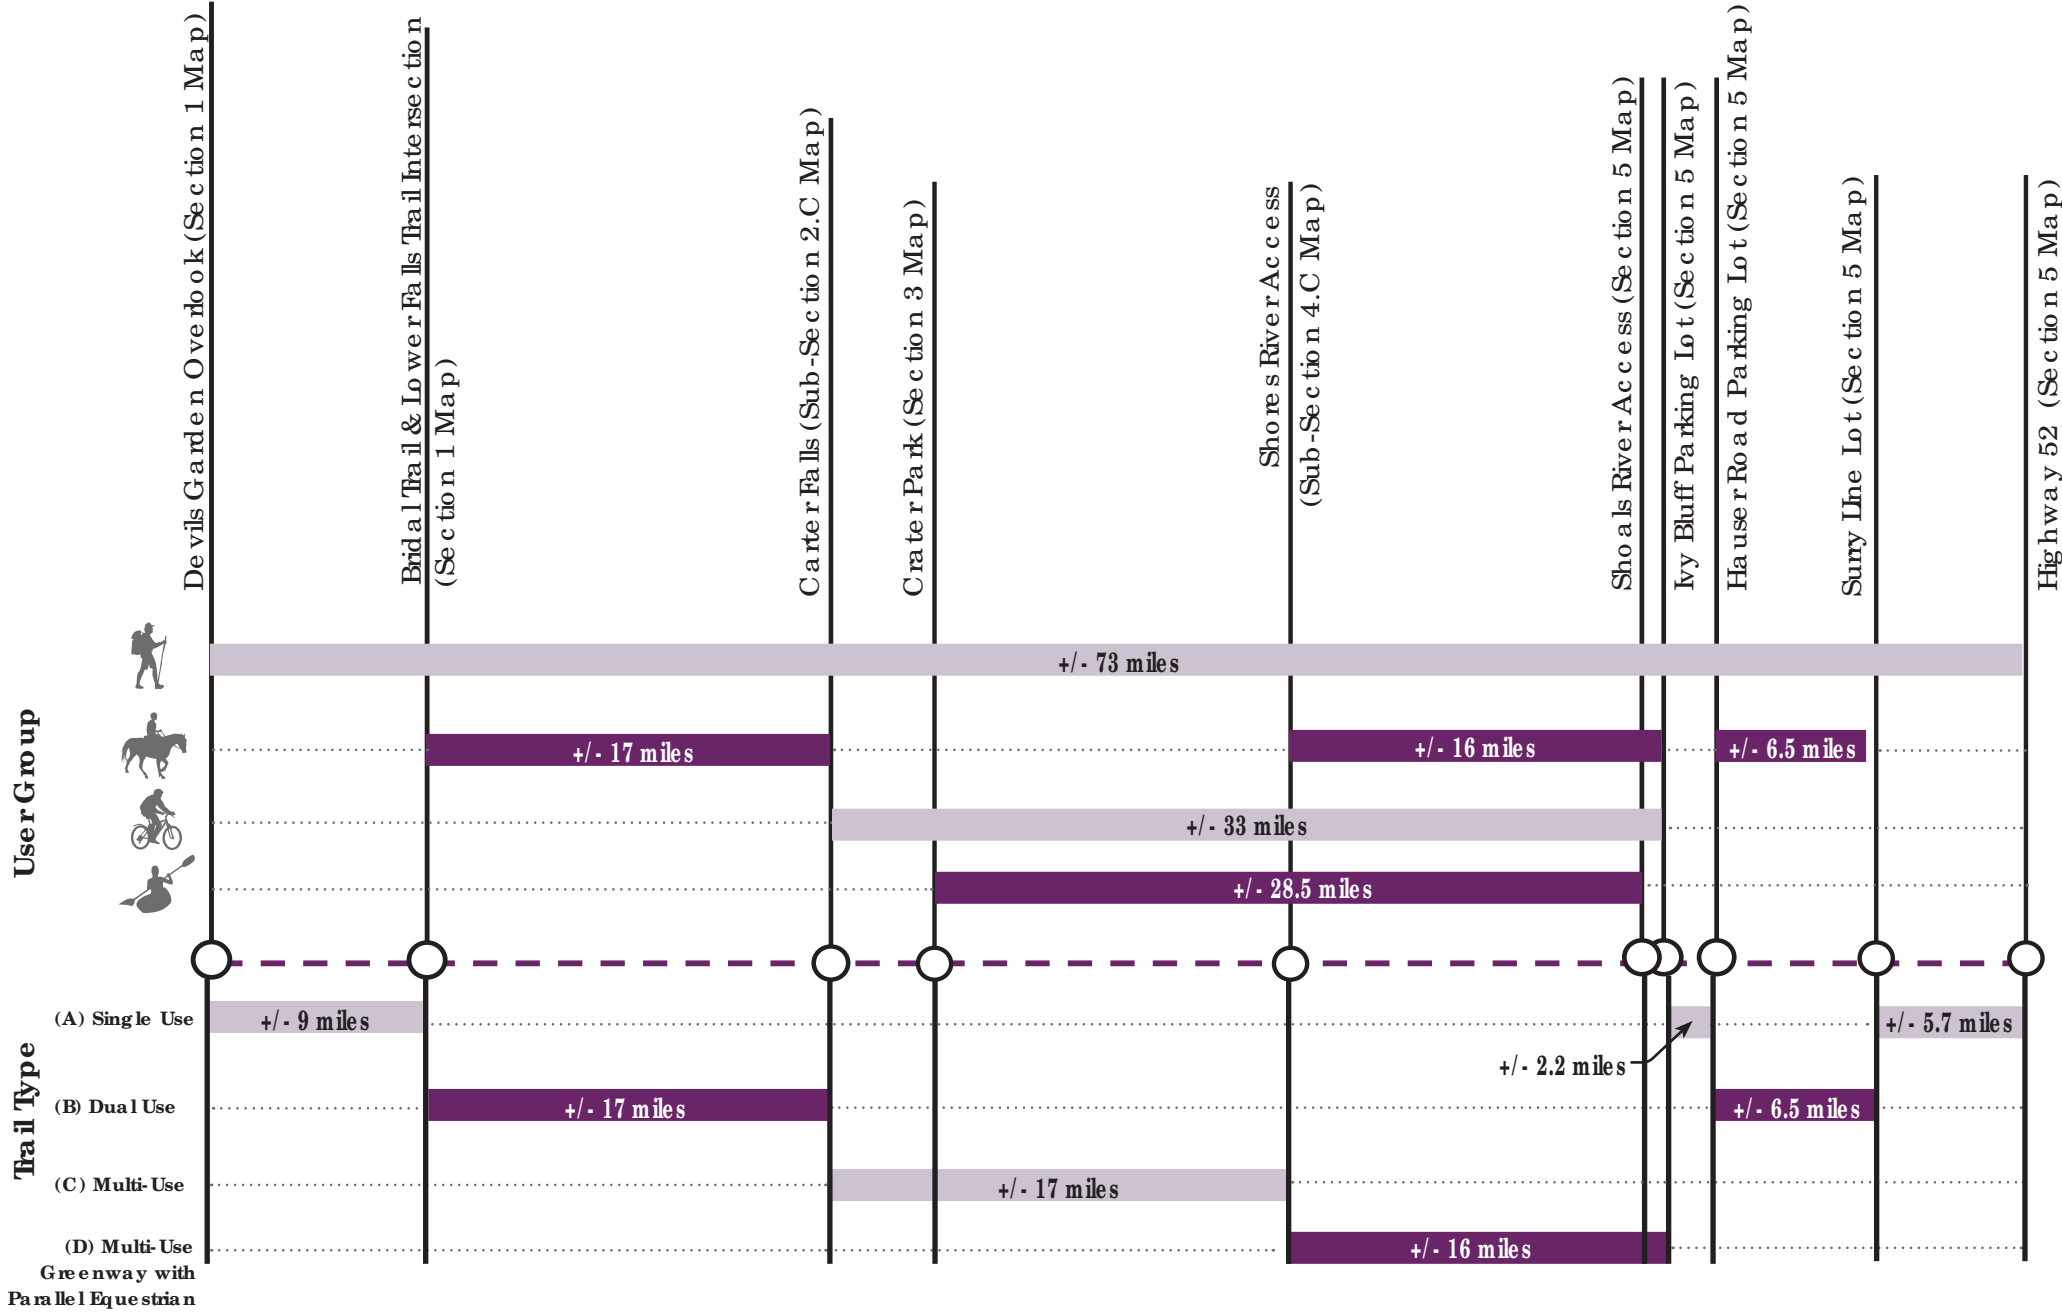 Devils Garden Overlook (Section 1 Map)
Bridal Trail & Lower Falls Trail Intersection
(Section 1 Map)
Carter Falls (Sub-Section 2.C Map)
Crater Park (Section 3 Map)
Shores River Access
(Sub-Section 4.C Map)
Shoals River Access (Section 5 Map)
Ivy Bluff Parking Lot (Section 5 Map)
Hauser Road Parking Lot (Section 5 Map)
Surry Line Lot (Section 5 Map)
Highway 52 (Section 5 Map)
User Group
+/- 73 miles
+/- 17 miles
+/- 16 miles
+/- 6.5 miles
+/- 33 miles
+/- 28.5 miles
Trail Type
(A) Single Use
+/- 9 miles
+/- 2.2 miles
+/- 5.7 miles
(B) Dual Use
+/- 17 miles
+/- 6.5 miles
(C) Multi-Use
+/- 17 miles
(D) Multi-Use
Greenway with
Parallel Equestrian
+/- 16 miles